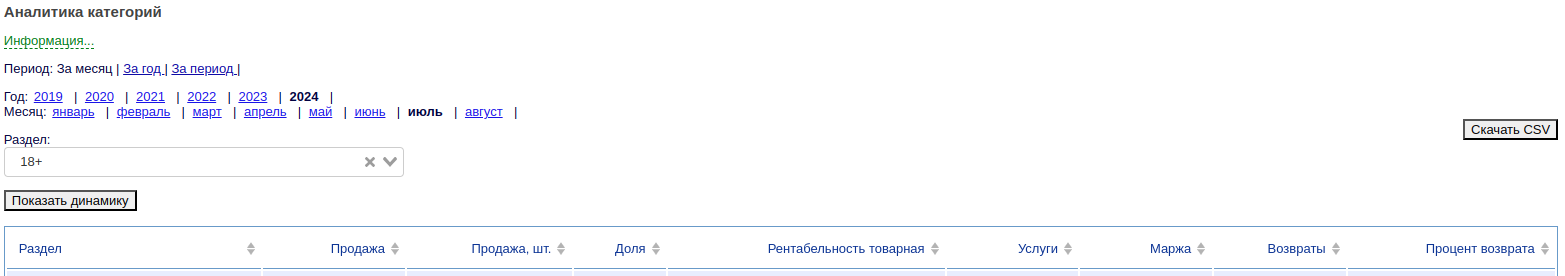 Аналитика категорий
Информация...
Период: За месяц | За год | За период |
Год: 2019 | 2020 | 2021 | 2022 | 2023 | 2024 |
Месяц: январь | февраль | март | апрель | май | июнь | июль | август |
Скачать CSV
Раздел:
18+
Показать динамику
Раздел Продажа Продажа, шт. Доля Рентабельность товарная Услуги Маржа Возвраты Процент возврата